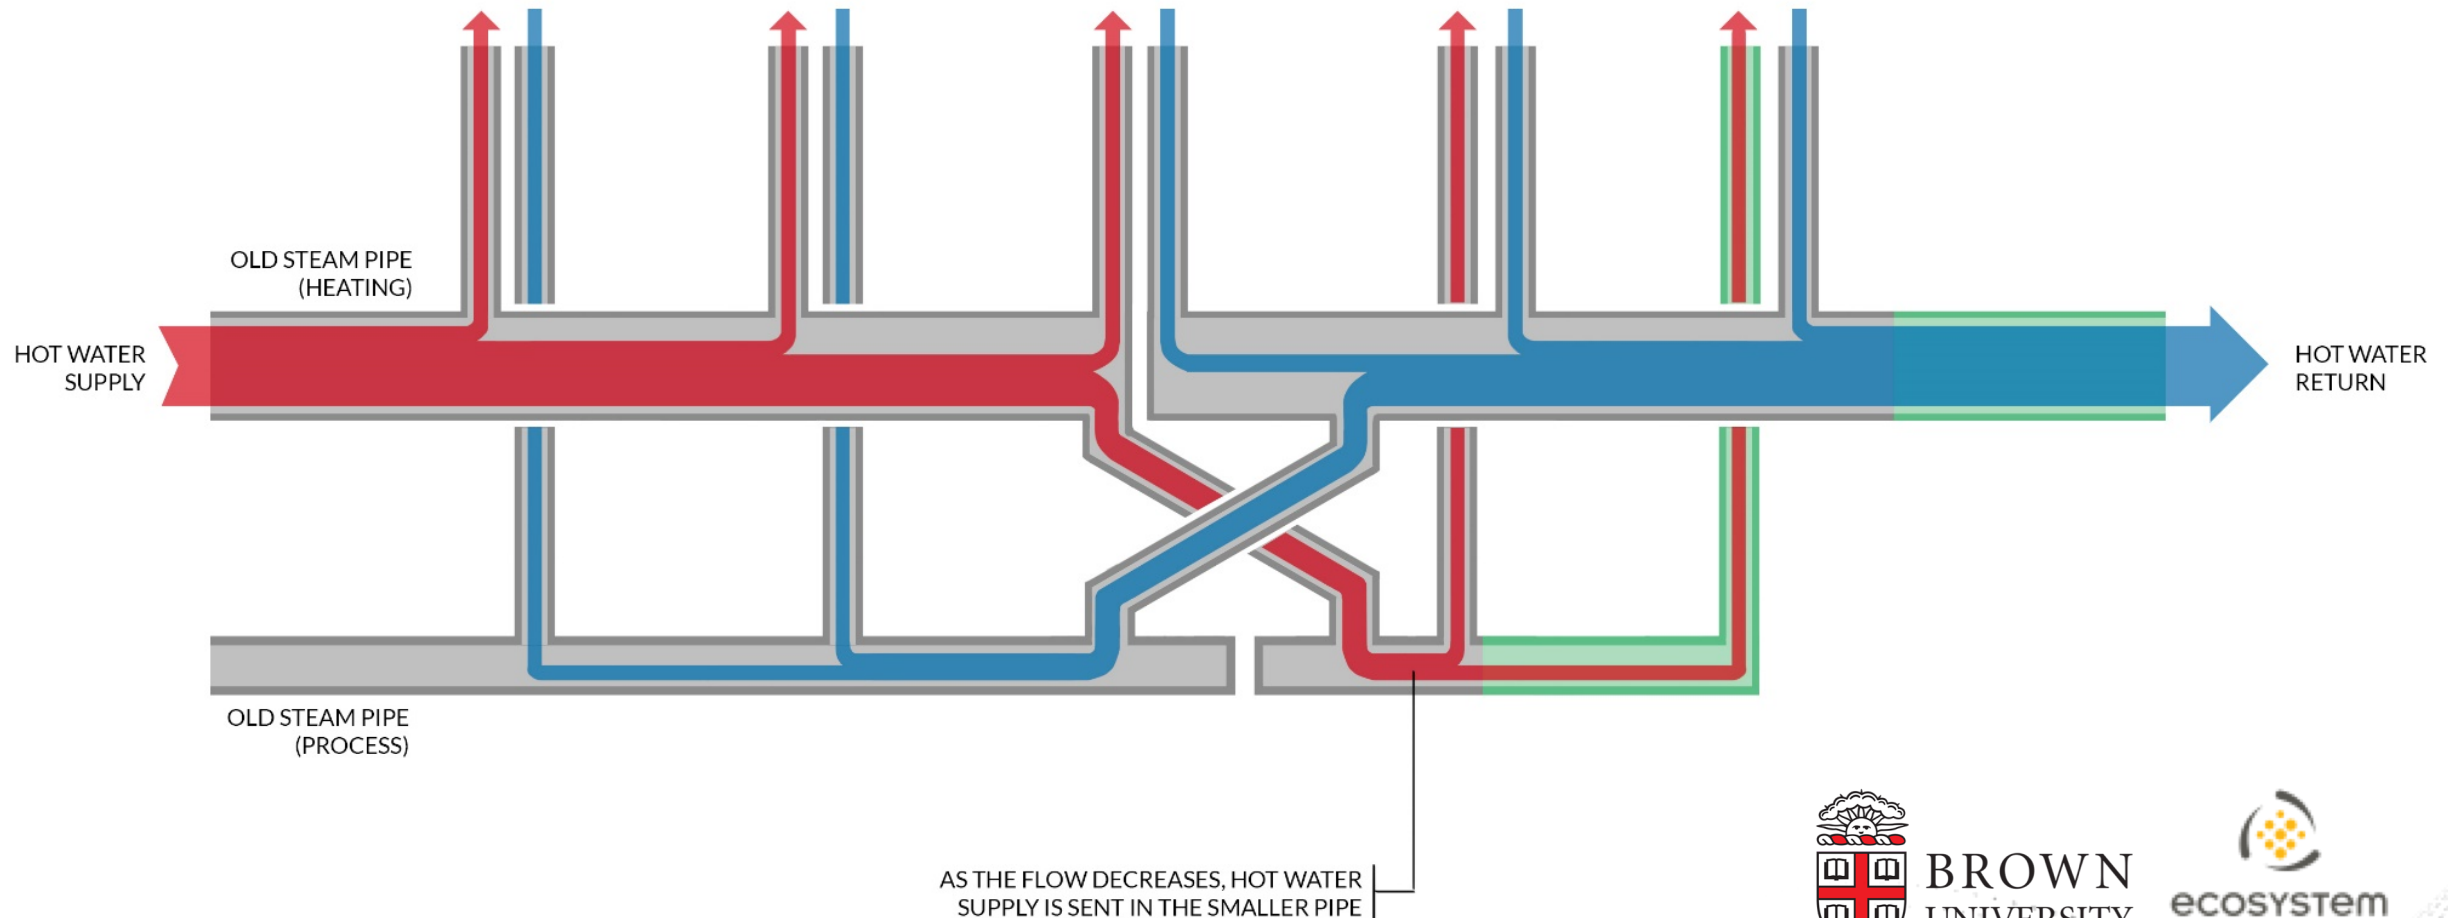 OLD STEAM PIPE
(HEATING)
HOT WATER
SUPPLY
HOT WATER
RETURN
OLD STEAM PIPE
(PROCESS)
AS THE FLOW DECREASES, HOT WATER
SUPPLY IS SENT IN THE SMALLER PIPE
BROWN
UNIVERSITY
ecosystem